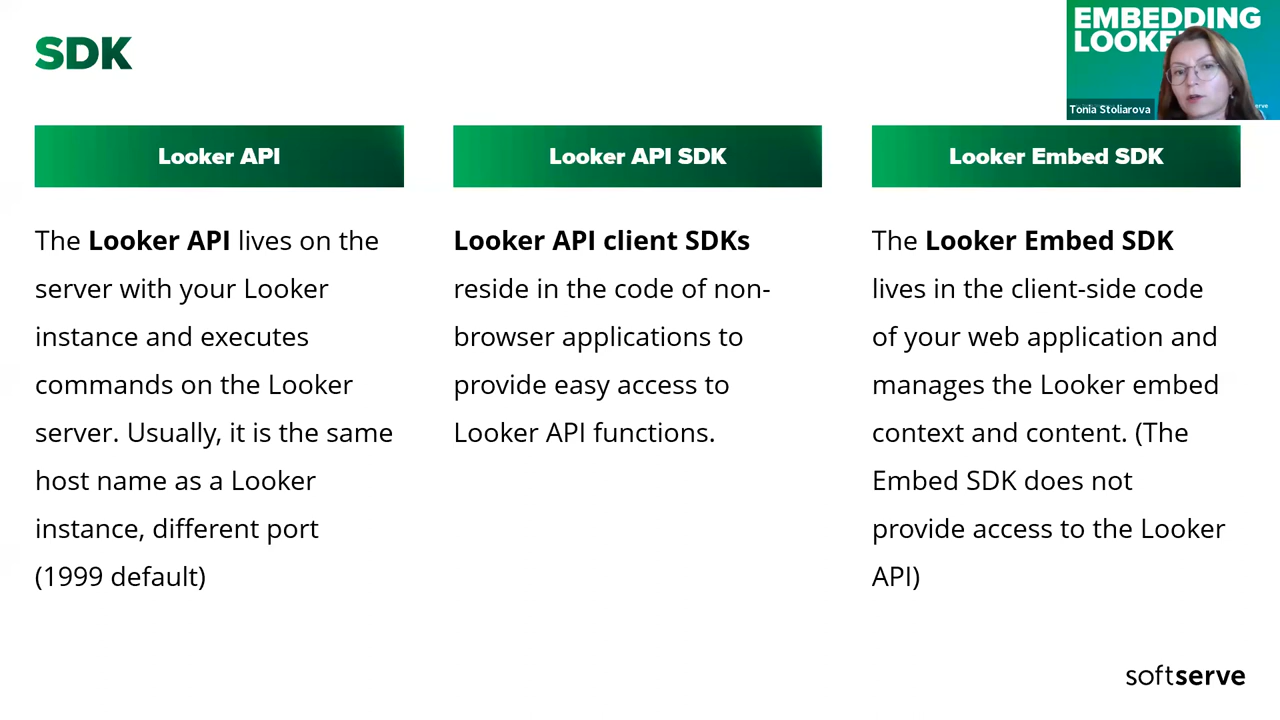 SDK
EMBEDDING
LOOKE
Tonia Stoliarova
erve
Looker API
The Looker API lives on the
server with your Looker
instance and executes
commands on the Looker
server. Usually, it is the same
host name as a Looker
instance, different port
(1999 default)
Looker API SDK
Looker API client SDKs
reside in the code of non-
browser applications to
provide easy access to
Looker API functions.
Looker Embed SDK
The Looker Embed SDK
lives in the client-side code
of your web application and
manages the Looker embed
context and content. (The
Embed SDK does not
provide access to the Looker
API)
softserve